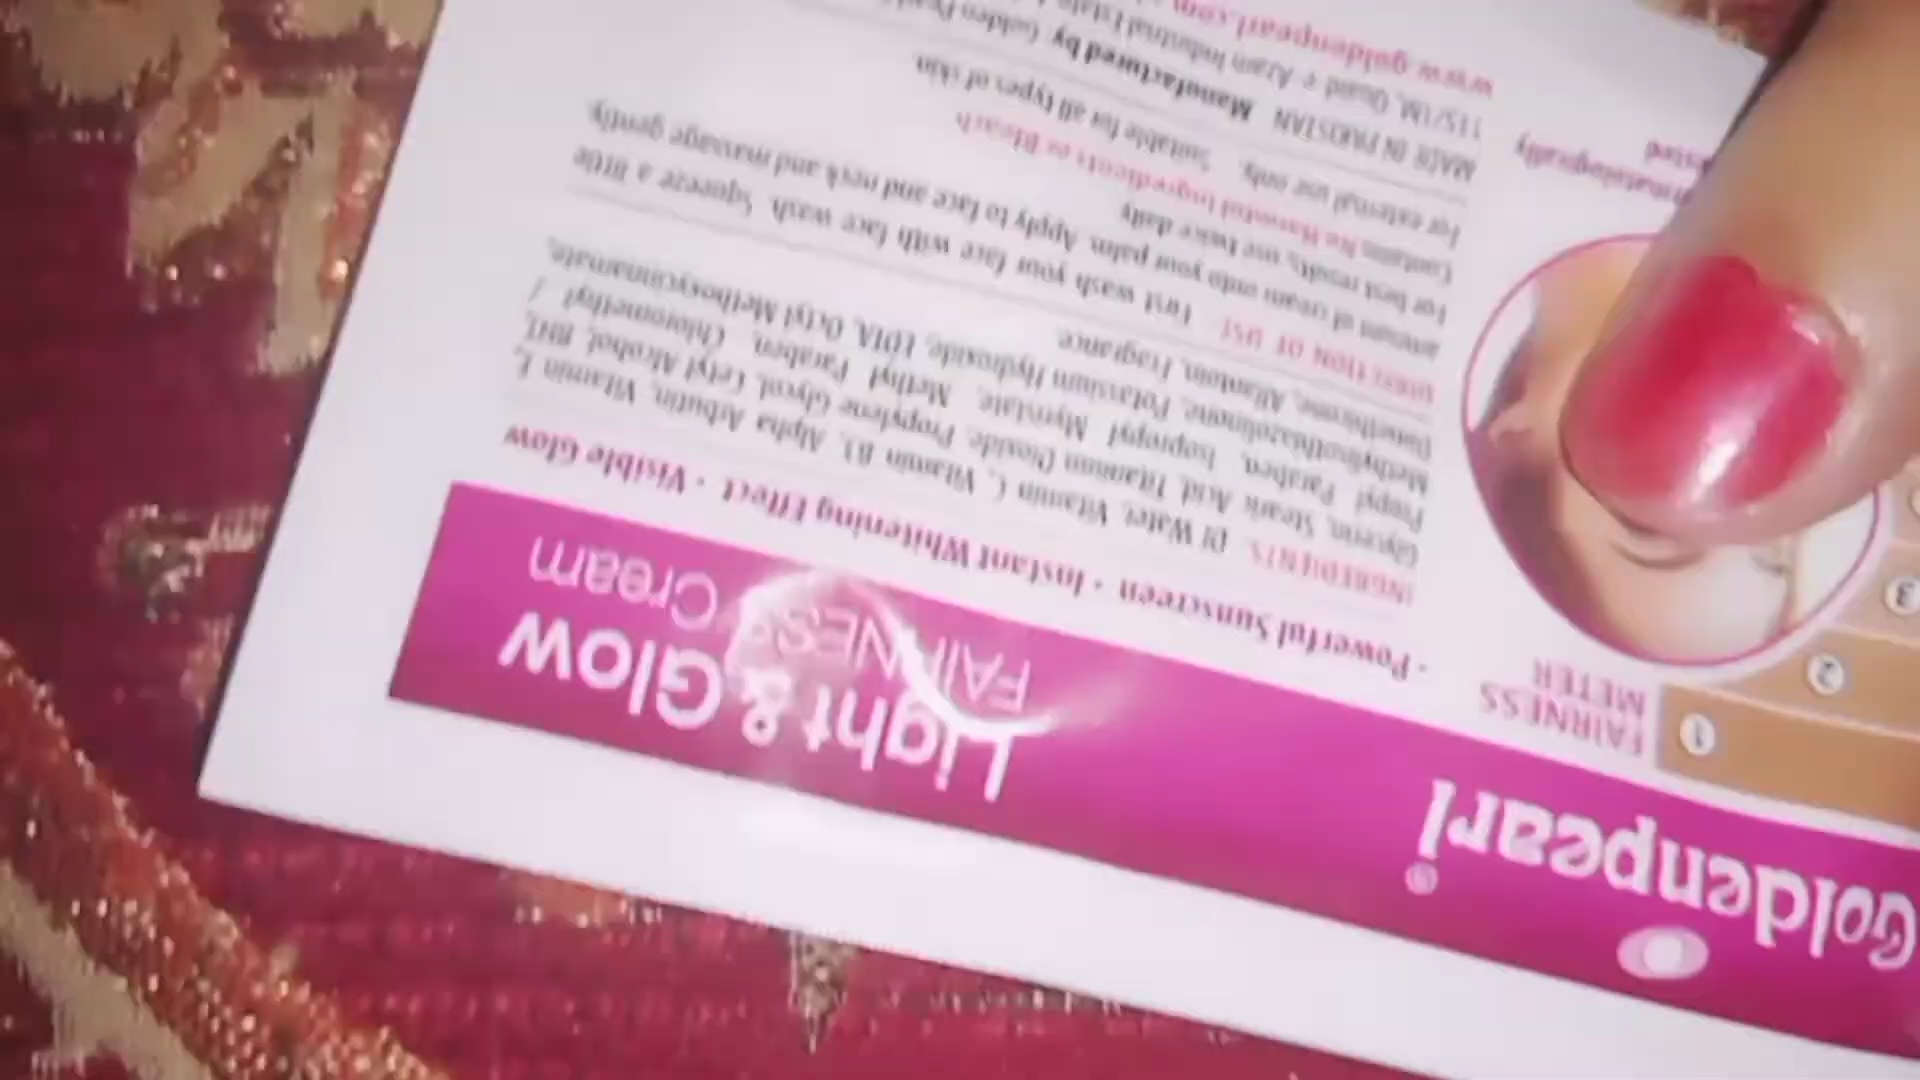 Goldenpearl®
Light & Glow
FAIRNESS Cream
FAIRNESS
METER
1
2
3
· Powerful Sunscreen · Instant Whitening Effect · Visible Glow
INGREDIENTS: DI Water, Vitamin C, Vitamin B3, Alpha Arbutin, Vitamin E,
Glycerin, Stearic Acid, Titanium Dioxide, Propylene Glycol, Cetyl Alcohol, BHT,
Propyl Paraben, Isopropyl Myristate, Methyl Paraben, Chloromethyl /
Methylisothiazolinone, Potassium Hydroxide, EDTA, Octyl Methoxycinnamate,
Dimethicone, Allantoin, Fragrance.
DIRECTION OF USE: First wash your face with face wash. Squeeze a little
amount of cream onto your palm. Apply to face and neck and massage gently.
For best results, use twice daily.
Contains No Harmful Ingredients or Bleach
For external use only. Suitable for all types of skin.
MADE IN PAKISTAN Manufactured by: Golden Pearl
115/1M, Quaid e Azam Industrial Estate,
www.goldenpearl.com